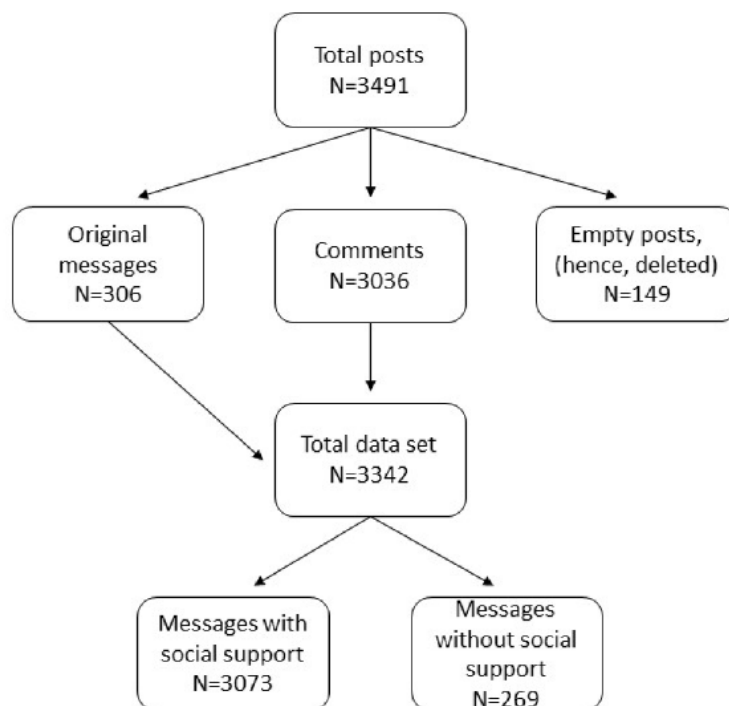 Total posts
N=3491
Original
messages
N=306
Comments
N=3036
Empty posts,
(hence, deleted)
N=149
Total data set
N=3342
Messages with
social support
N=3073
Messages
without social
support
N=269